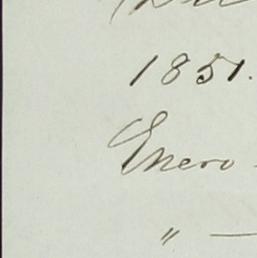 1851.
Enero -
" —